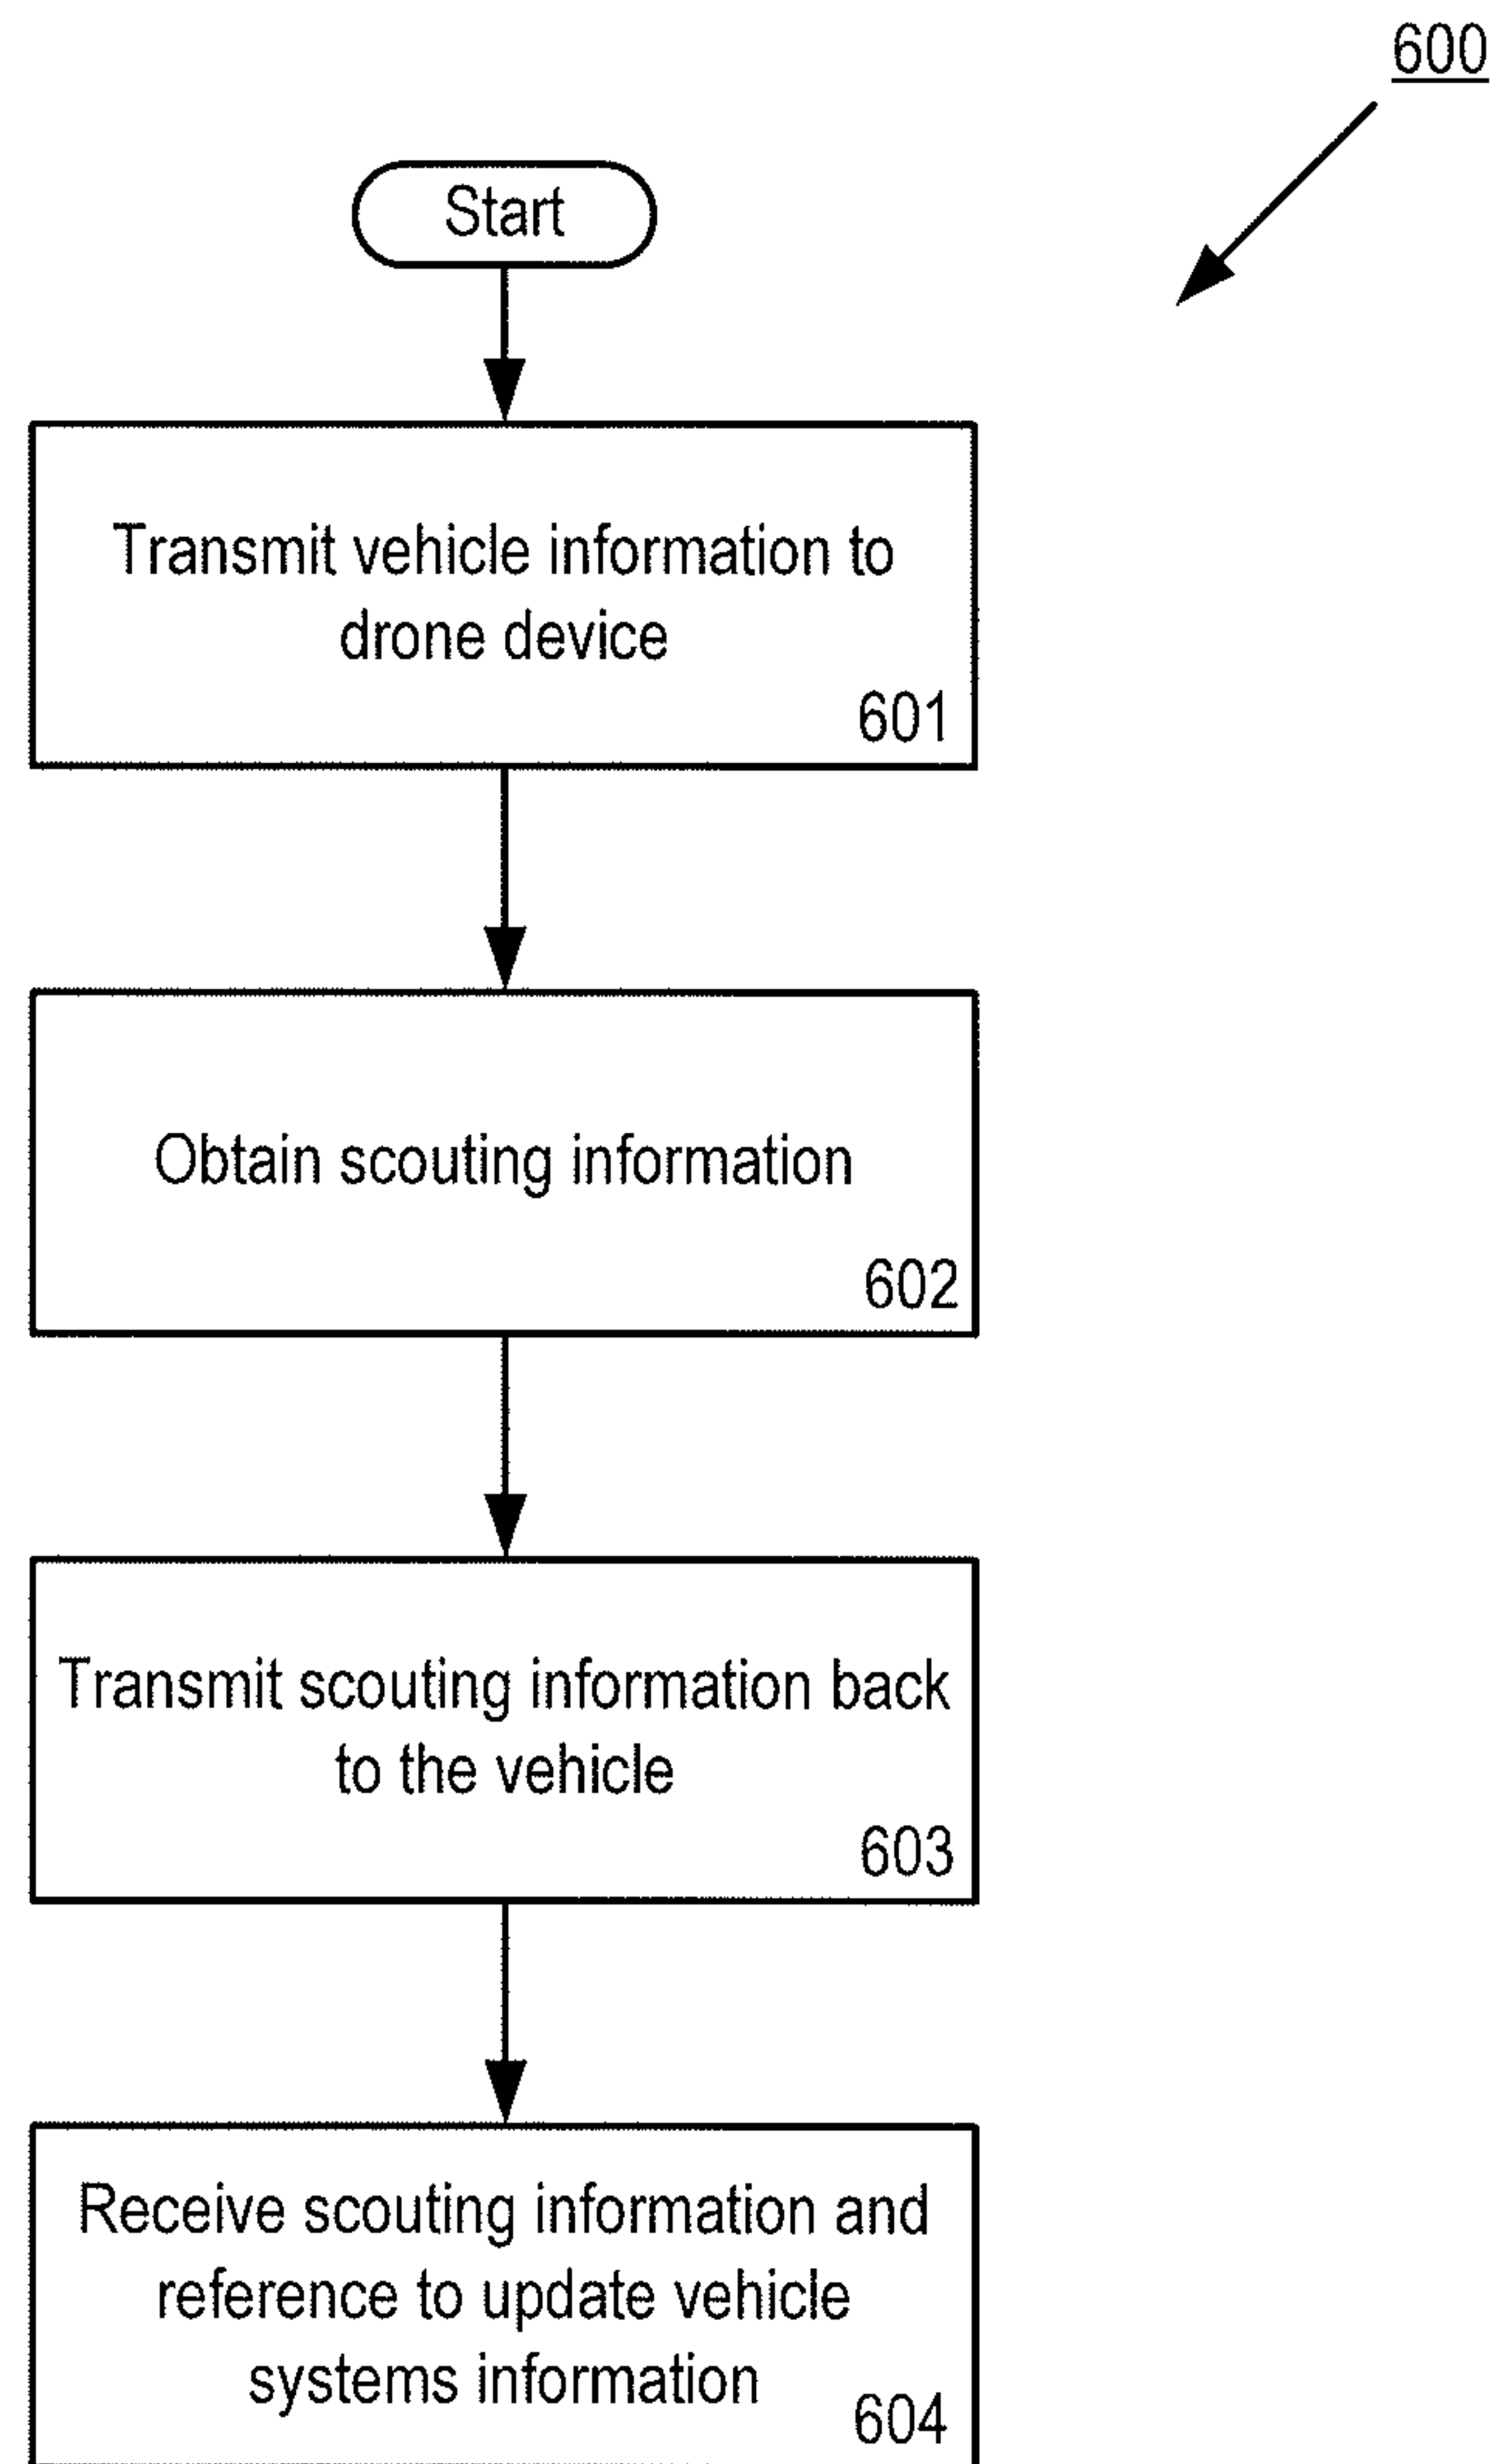 600
Start
Transmit vehicle information to
drone device
601
Obtain scouting information
602
Transmit scouting information back
to the vehicle
603
Receive scouting information and
reference to update vehicle
systems information
604